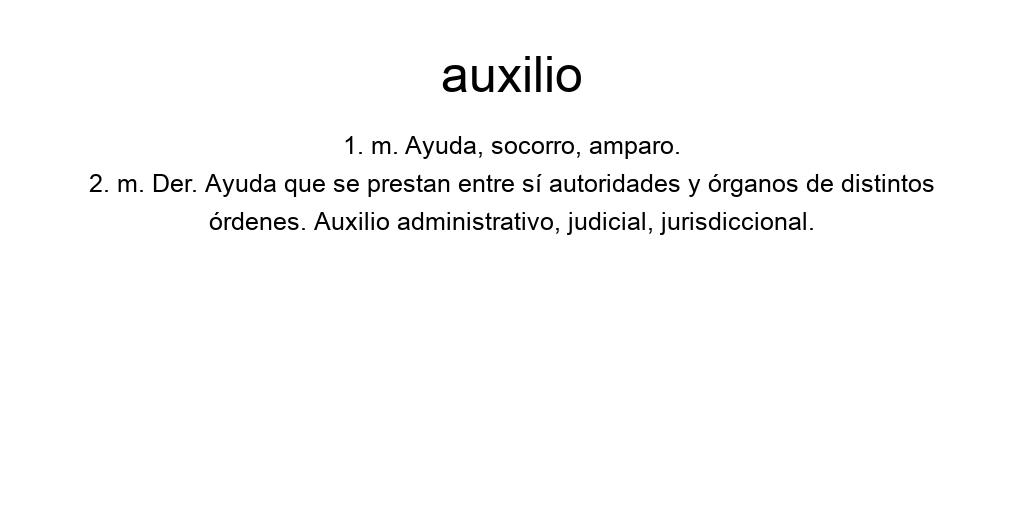 auxilio
1. m. Ayuda, socorro, amparo.
2. m. Der. Ayuda que se prestan entre sí autoridades y órganos de distintos
órdenes. Auxilio administrativo, judicial, jurisdiccional.